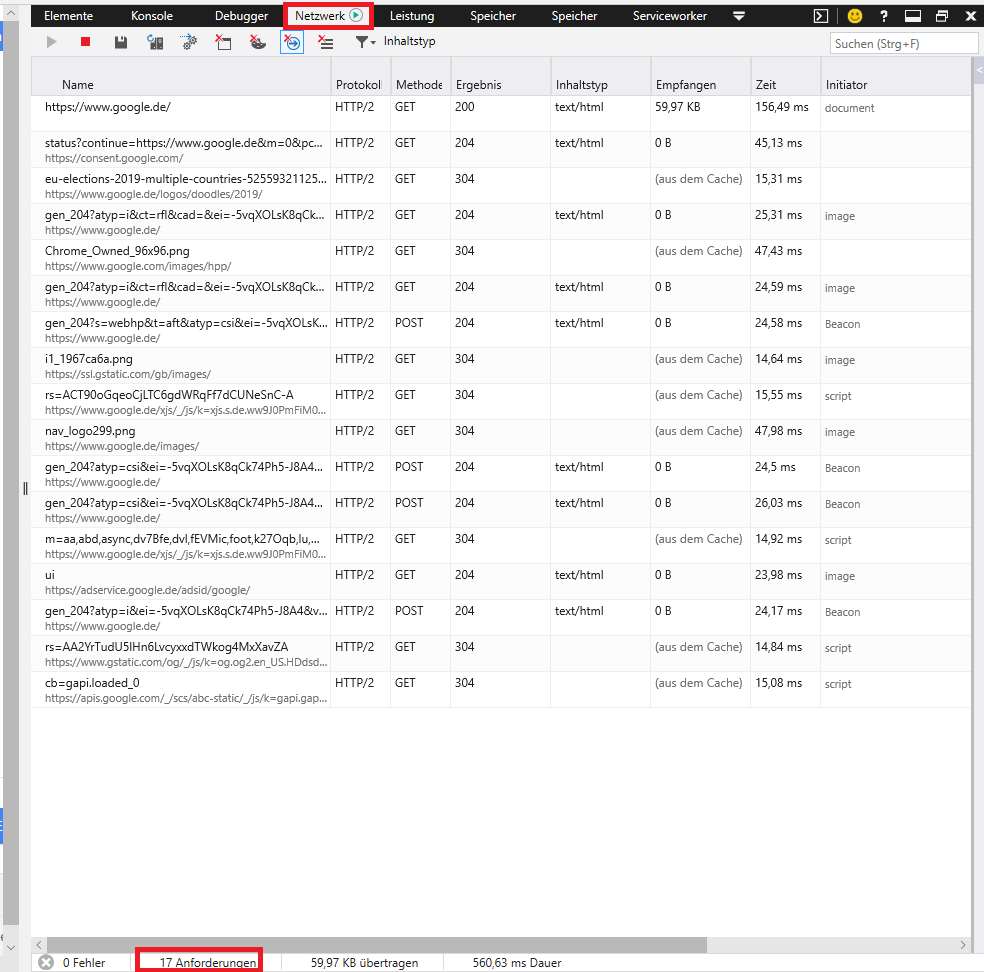 Elemente Konsole Debugger Netzwerk Leistung Speicher Speicher Serviceworker ?
Inhaltstyp Suchen (Strg+F)
Name Protokoll Methode Ergebnis Inhaltstyp Empfangen Zeit Initiator
https://www.google.de/ HTTP/2 GET 200 text/html 59,97 KB 156,49 ms document
status?continue=https://www.google.de&m=0&pc... HTTP/2 GET 204 text/html 0 B 45,13 ms
https://consent.google.com/
eu-elections-2019-multiple-countries-52559321125... HTTP/2 GET 304 (aus dem Cache) 15,31 ms
https://www.google.de/logos/doodles/2019/
gen_204?atyp=i&ct=rfl&cad=&ei=-5vqXOLsK8qCk... HTTP/2 GET 204 text/html 0 B 25,31 ms image
https://www.google.de/
Chrome_Owned_96x96.png HTTP/2 GET 304 (aus dem Cache) 47,43 ms
https://www.google.com/images/hpp/
gen_204?atyp=i&ct=rfl&cad=&ei=-5vqXOLsK8qCk... HTTP/2 GET 204 text/html 0 B 24,59 ms image
https://www.google.de/
gen_204?s=webhp&t=aft&atyp=csi&ei=-5vqXOLsK... HTTP/2 POST 204 text/html 0 B 24,58 ms Beacon
https://www.google.de/
i1_1967ca6a.png HTTP/2 GET 304 (aus dem Cache) 14,64 ms image
https://ssl.gstatic.com/gb/images/
rs=ACT90oGqeoCjLTC6gdWRqFf7dCUNeSnC-A HTTP/2 GET 304 (aus dem Cache) 15,55 ms script
https://www.google.de/xjs/_/js/k=xjs.s.de.ww9J0PmFiM0...
nav_logo299.png HTTP/2 GET 304 (aus dem Cache) 47,98 ms image
https://www.google.de/images/
gen_204?atyp=csi&ei=-5vqXOLsK8qCk74Ph5-J8A4... HTTP/2 POST 204 text/html 0 B 24,5 ms Beacon
https://www.google.de/
gen_204?atyp=csi&ei=-5vqXOLsK8qCk74Ph5-J8A4... HTTP/2 POST 204 text/html 0 B 26,03 ms Beacon
https://www.google.de/
m=aa,abd,async,dv7Bfe,dvl,fEVMic,foot,k27Oqb,lu,... HTTP/2 GET 304 (aus dem Cache) 14,92 ms script
https://www.google.de/xjs/_/js/k=xjs.s.de.ww9J0PmFiM0...
ui HTTP/2 GET 204 text/html 0 B 23,98 ms image
https://adservice.google.de/adsid/google/
gen_204?atyp=i&ei=-5vqXOLsK8qCk74Ph5-J8A4&v... HTTP/2 POST 204 text/html 0 B 24,17 ms Beacon
https://www.google.de/
rs=AA2YrTudU5IHn6LvcyxxdTWkog4MxXavZA HTTP/2 GET 304 (aus dem Cache) 14,84 ms script
https://www.gstatic.com/og/_/js/k=og.og2.en_US.HDdsd...
cb=gapi.loaded_0 HTTP/2 GET 304 (aus dem Cache) 15,08 ms script
https://apis.google.com/_/scs/abc-static/_/js/k=gapi.gap...
0 Fehler 17 Anforderungen 59,97 KB übertragen 560,63 ms Dauer